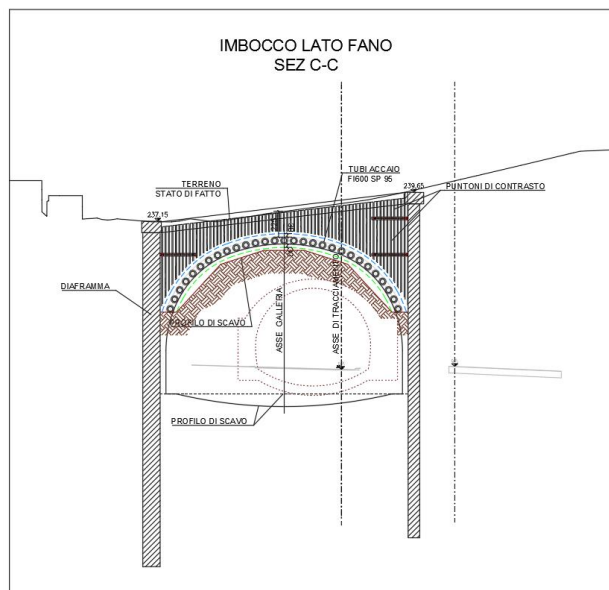 IMBOCCO LATO FANO
SEZ C-C
TUBI ACCAIO
FI600 SP 95
TERRENO
STATO DI FATTO
239,65
PUNTONI DI CONTRASTO
237,15
DIAFRAMMA
PROFILO DI SCAVO
ASSE GALLERIA
ASSE DI TRACCIAMENTO
PROFILO DI SCAVO